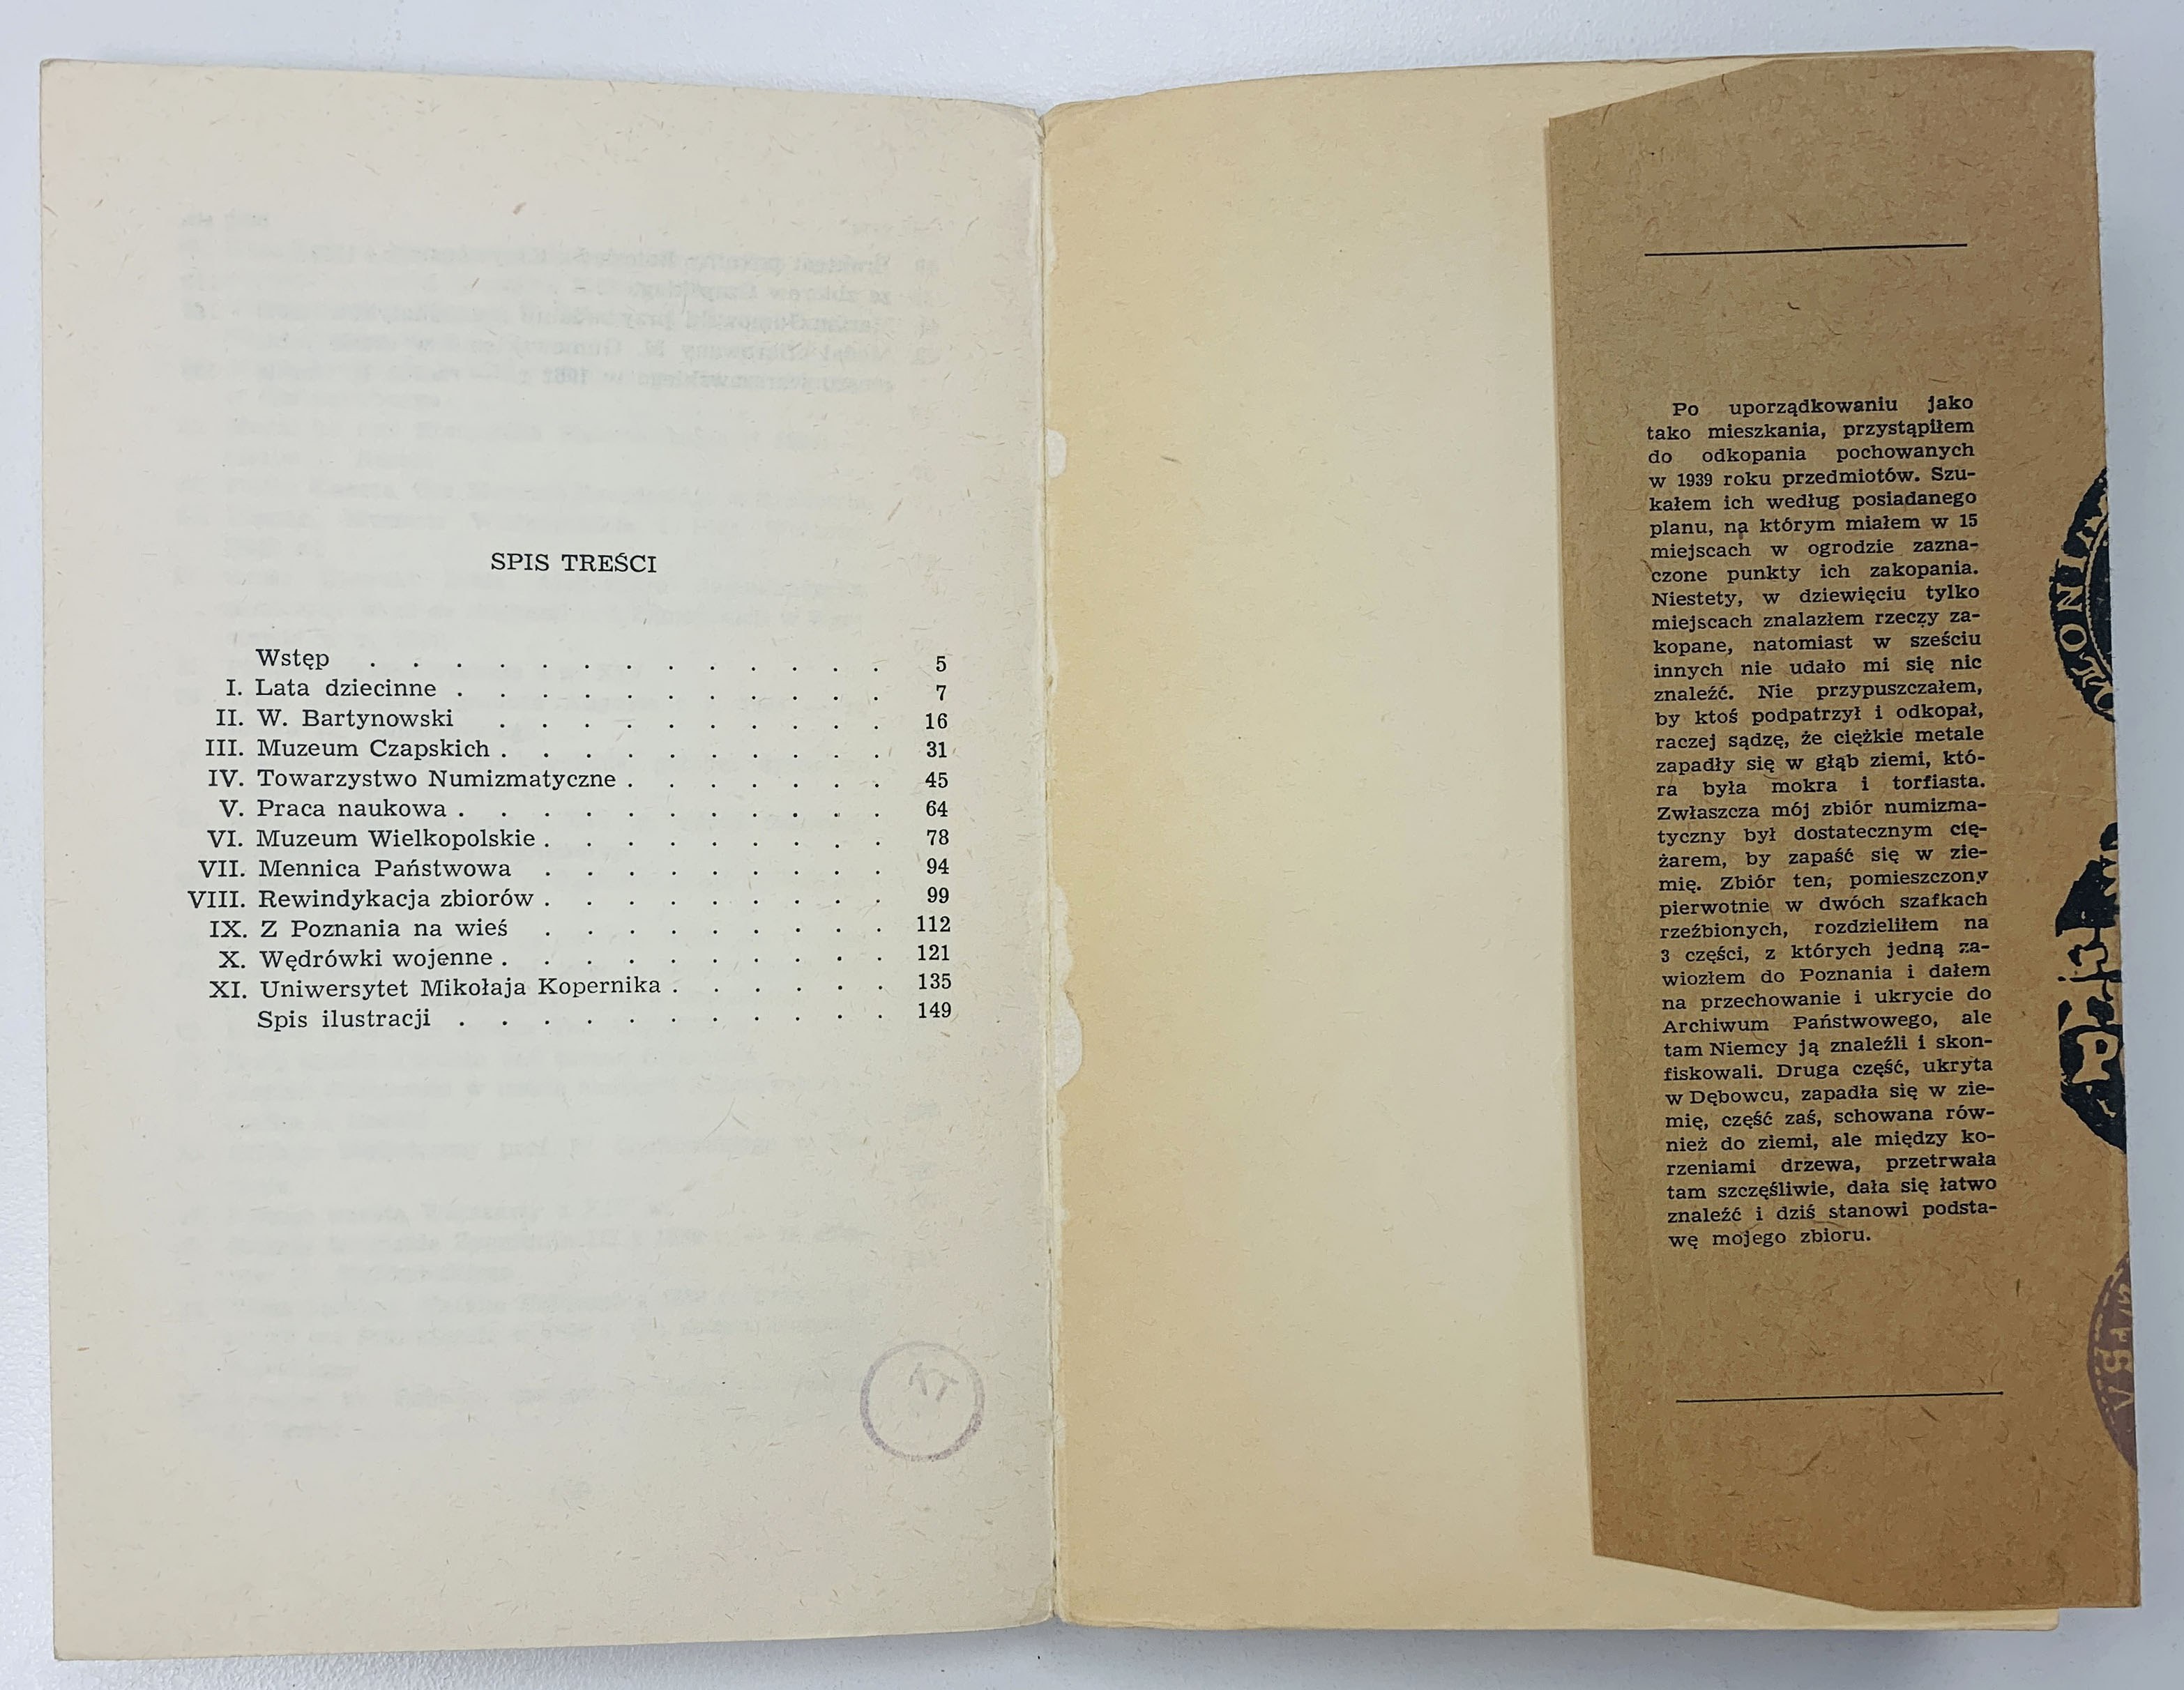 SPIS TREŚCI
Wstęp . . . . . . . . . . . . . 5
I. Lata dziecinne . . . . . . . . . . . 7
II. W. Bartynowski . . . . . . . . . . 16
III. Muzeum Czapskich . . . . . . . . . . 31
IV. Towarzystwo Numizmatyczne . . . . . . . 45
V. Praca naukowa . . . . . . . . . . . 64
VI. Muzeum Wielkopolskie . . . . . . . . . 78
VII. Mennica Państwowa . . . . . . . . . 94
VIII. Rewindykacja zbiorów . . . . . . . . . 99
IX. Z Poznania na wieś . . . . . . . . . 112
X. Wędrówki wojenne . . . . . . . . . . 121
XI. Uniwersytet Mikołaja Kopernika . . . . . . 135
Spis ilustracji . . . . . . . . . . . 149
KT
Po uporządkowaniu jako
tako mieszkania, przystąpiłem
do odkopania pochowanych
w 1939 roku przedmiotów. Szu-
kałem ich według posiadanego
planu, na którym miałem w 15
miejscach w ogrodzie zazna-
czone punkty ich zakopania.
Niestety, w dziewięciu tylko
miejscach znalazłem rzeczy za-
kopane, natomiast w sześciu
innych nie udało mi się nic
znaleźć. Nie przypuszczałem,
by ktoś podpatrzył i odkopał,
raczej sądzę, że ciężkie metale
zapadły się w głąb ziemi, któ-
ra była mokra i torfiasta.
Zwłaszcza mój zbiór numizma-
tyczny był dostatecznym cię-
żarem, by zapaść się w zie-
mię. Zbiór ten, pomieszczony
pierwotnie w dwóch szafkach
rzeźbionych, rozdzieliłem na
3 części, z których jedną za-
wiozłem do Poznania i dałem
na przechowanie i ukrycie do
Archiwum Państwowego, ale
tam Niemcy ją znaleźli i skon-
fiskowali. Druga część, ukryta
w Dębowcu, zapadła się w zie-
mię, część zaś, schowana rów-
nież do ziemi, ale między ko-
rzeniami drzewa, przetrwała
tam szczęśliwie, dała się łatwo
znaleźć i dziś stanowi podsta-
wę mojego zbioru.